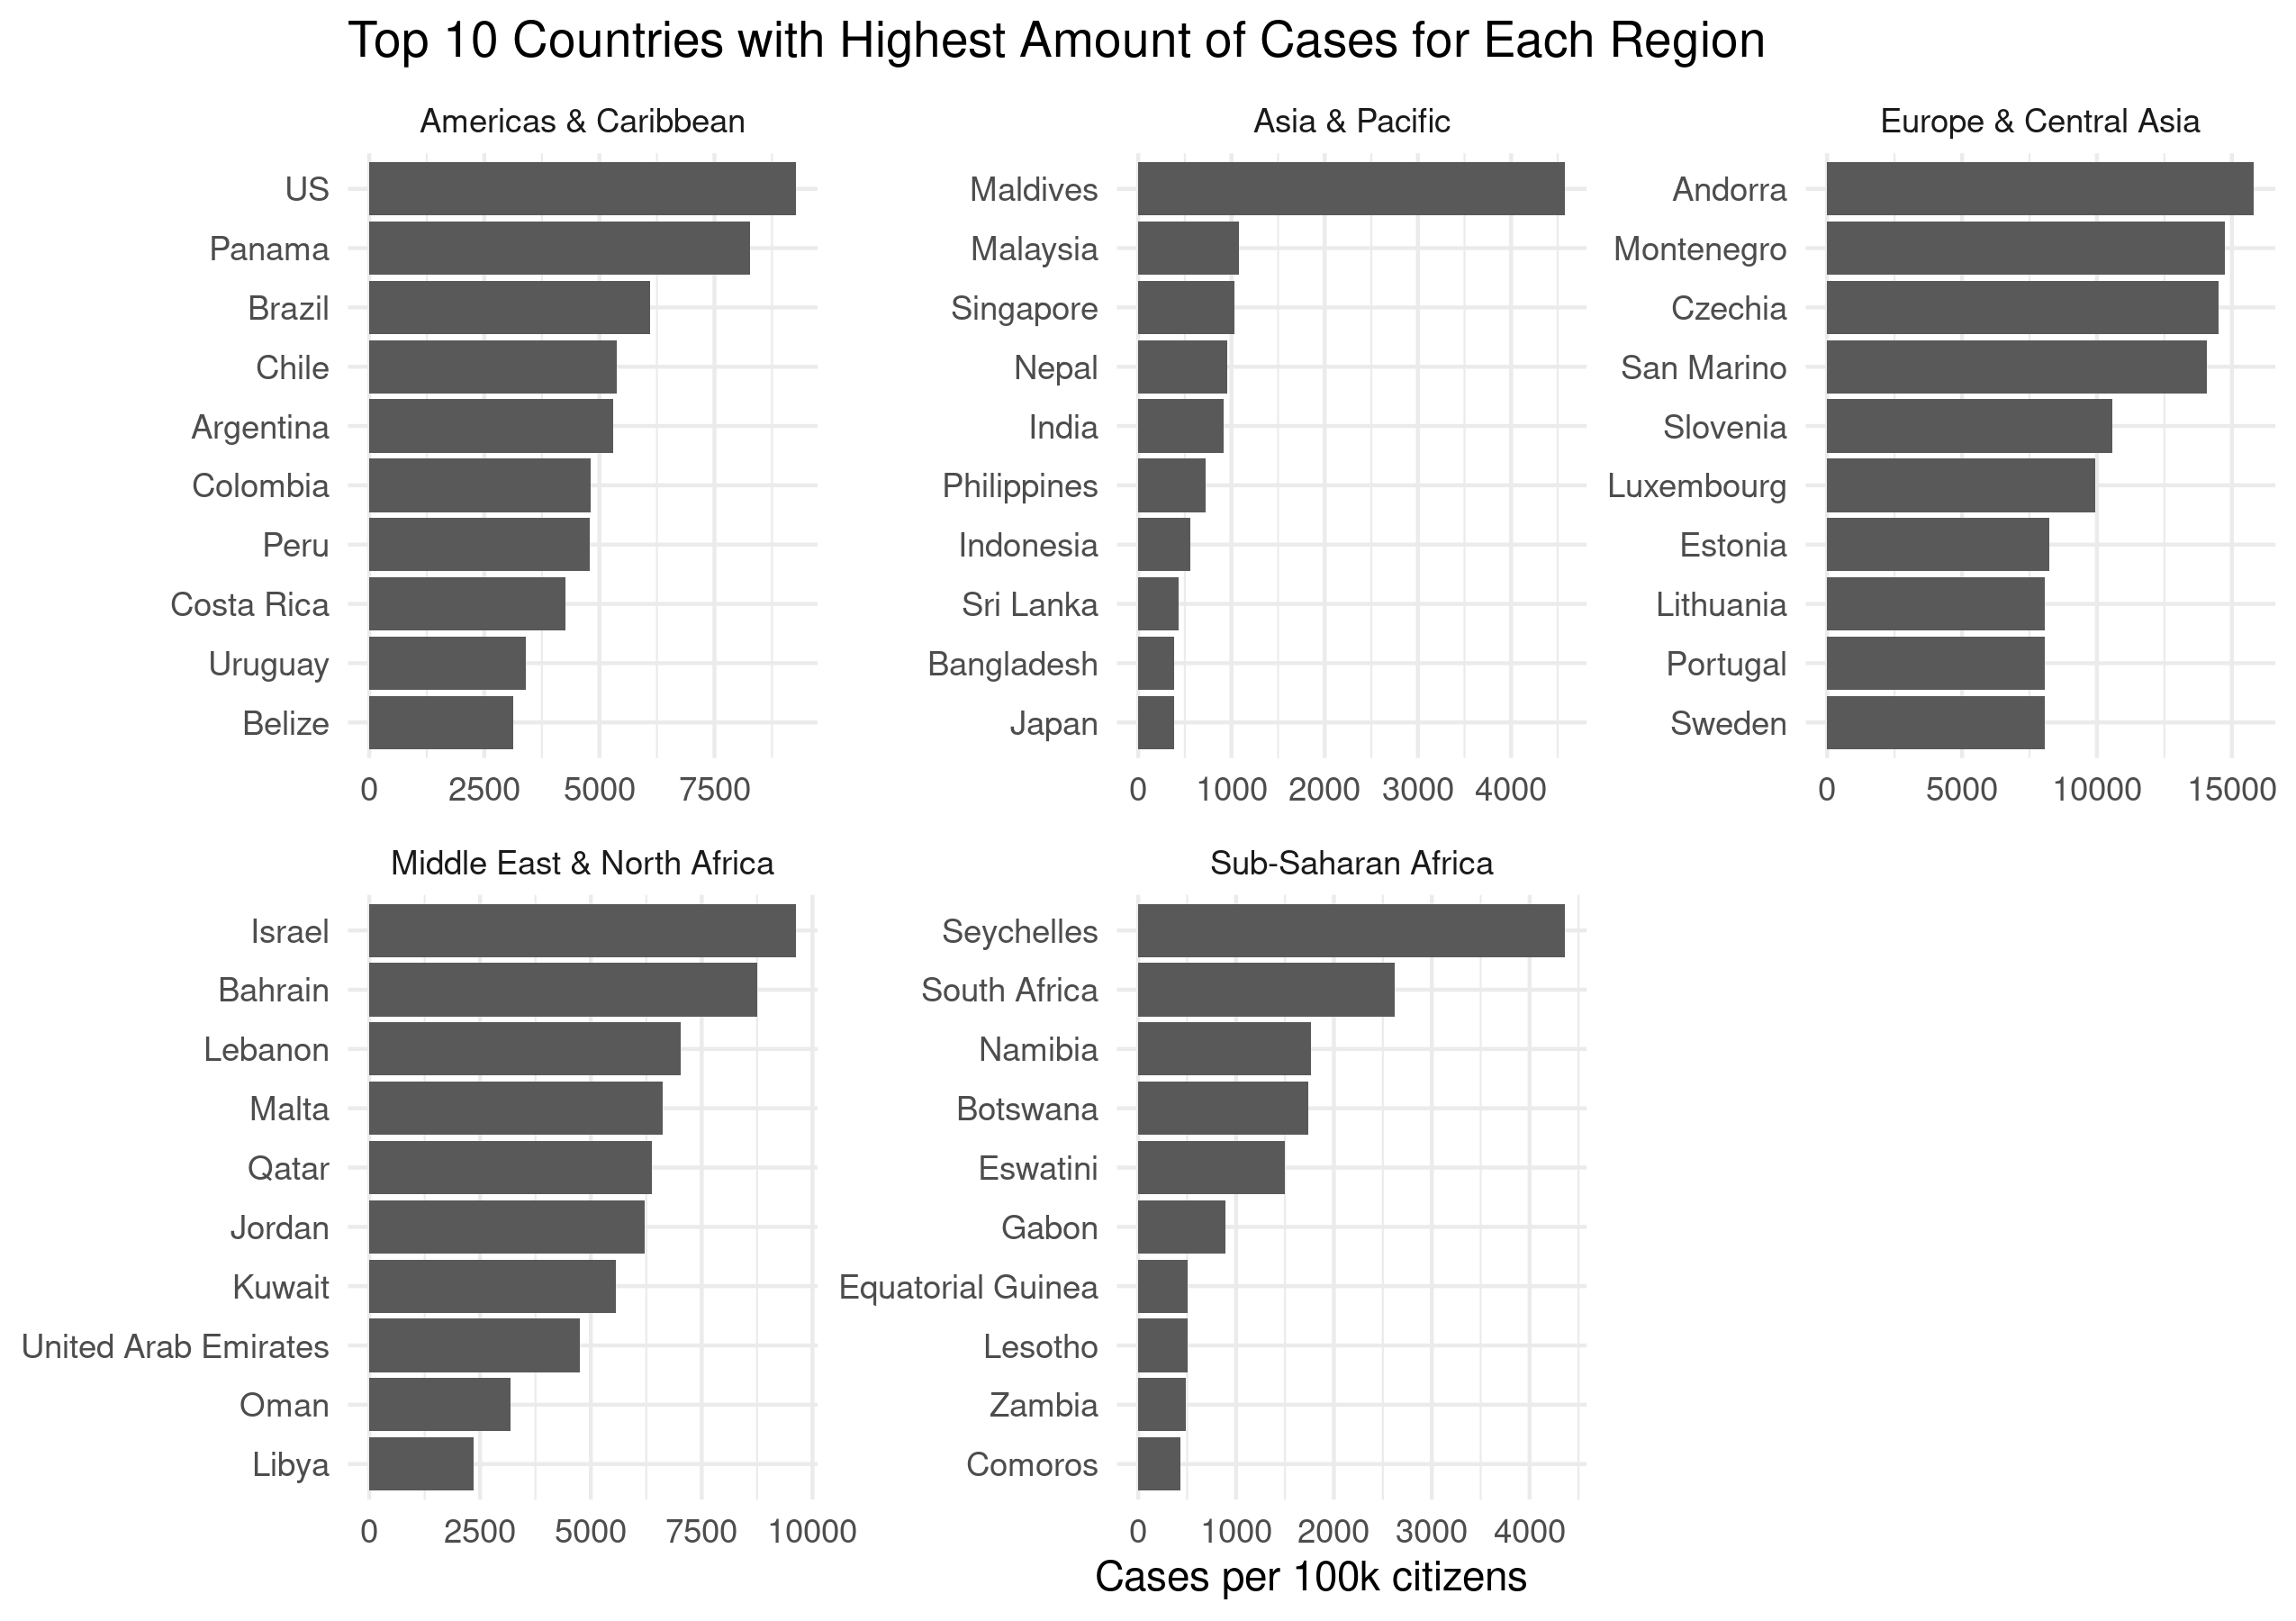 Top 10 Countries with Highest Amount of Cases for Each Region
Americas & Caribbean
US
Panama
Brazil
Chile
Argentina
Colombia
Peru
Costa Rica
Uruguay
Belize
0 2500 5000 7500
Asia & Pacific
Maldives
Malaysia
Singapore
Nepal
India
Philippines
Indonesia
Sri Lanka
Bangladesh
Japan
0 1000 2000 3000 4000
Europe & Central Asia
Andorra
Montenegro
Czechia
San Marino
Slovenia
Luxembourg
Estonia
Lithuania
Portugal
Sweden
0 5000 10000 15000
Middle East & North Africa
Israel
Bahrain
Lebanon
Malta
Qatar
Jordan
Kuwait
United Arab Emirates
Oman
Libya
0 2500 5000 7500 10000
Sub-Saharan Africa
Seychelles
South Africa
Namibia
Botswana
Eswatini
Gabon
Equatorial Guinea
Lesotho
Zambia
Comoros
0 1000 2000 3000 4000
Cases per 100k citizens